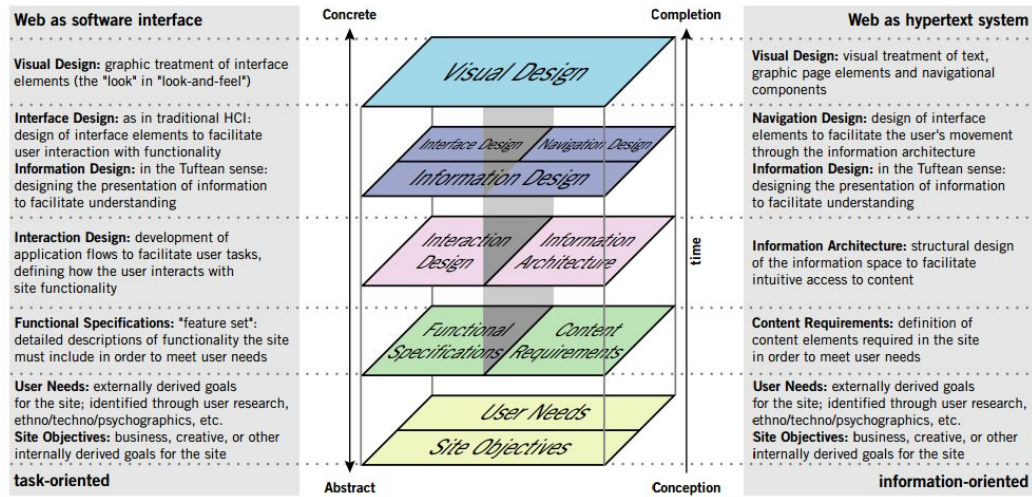 Web as software interface
Visual Design: graphic treatment of interface
elements (the "look" in "look-and-feel")
Interface Design: as in traditional HCI:
design of interface elements to facilitate
user interaction with functionality
Information Design: in the Tuftean sense:
designing the presentation of information
to facilitate understanding
Interaction Design: development of
application flows to facilitate user tasks,
defining how the user interacts with
site functionality
Functional Specifications: "feature set":
detailed descriptions of functionality the site
must include in order to meet user needs
User Needs: externally derived goals
for the site; identified through user research,
ethno/techno/psychographics, etc.
Site Objectives: business, creative, or other
internally derived goals for the site
task-oriented
Concrete
Completion
Visual Design
Interface Design
Navigation Design
Information Design
Interaction
Design
Information
Architecture
Functional
Specifications
Content
Requirements
User Needs
Site Objectives
time
Abstract
Conception
Web as hypertext system
Visual Design: visual treatment of text,
graphic page elements and navigational
components
Navigation Design: design of interface
elements to facilitate the user's movement
through the information architecture
Information Design: in the Tuftean sense:
designing the presentation of information
to facilitate understanding
Information Architecture: structural design
of the information space to facilitate
intuitive access to content
Content Requirements: definition of
content elements required in the site
in order to meet user needs
User Needs: externally derived goals
for the site; identified through user research,
ethno/techno/psychographics, etc.
Site Objectives: business, creative, or other
internally derived goals for the site
information-oriented